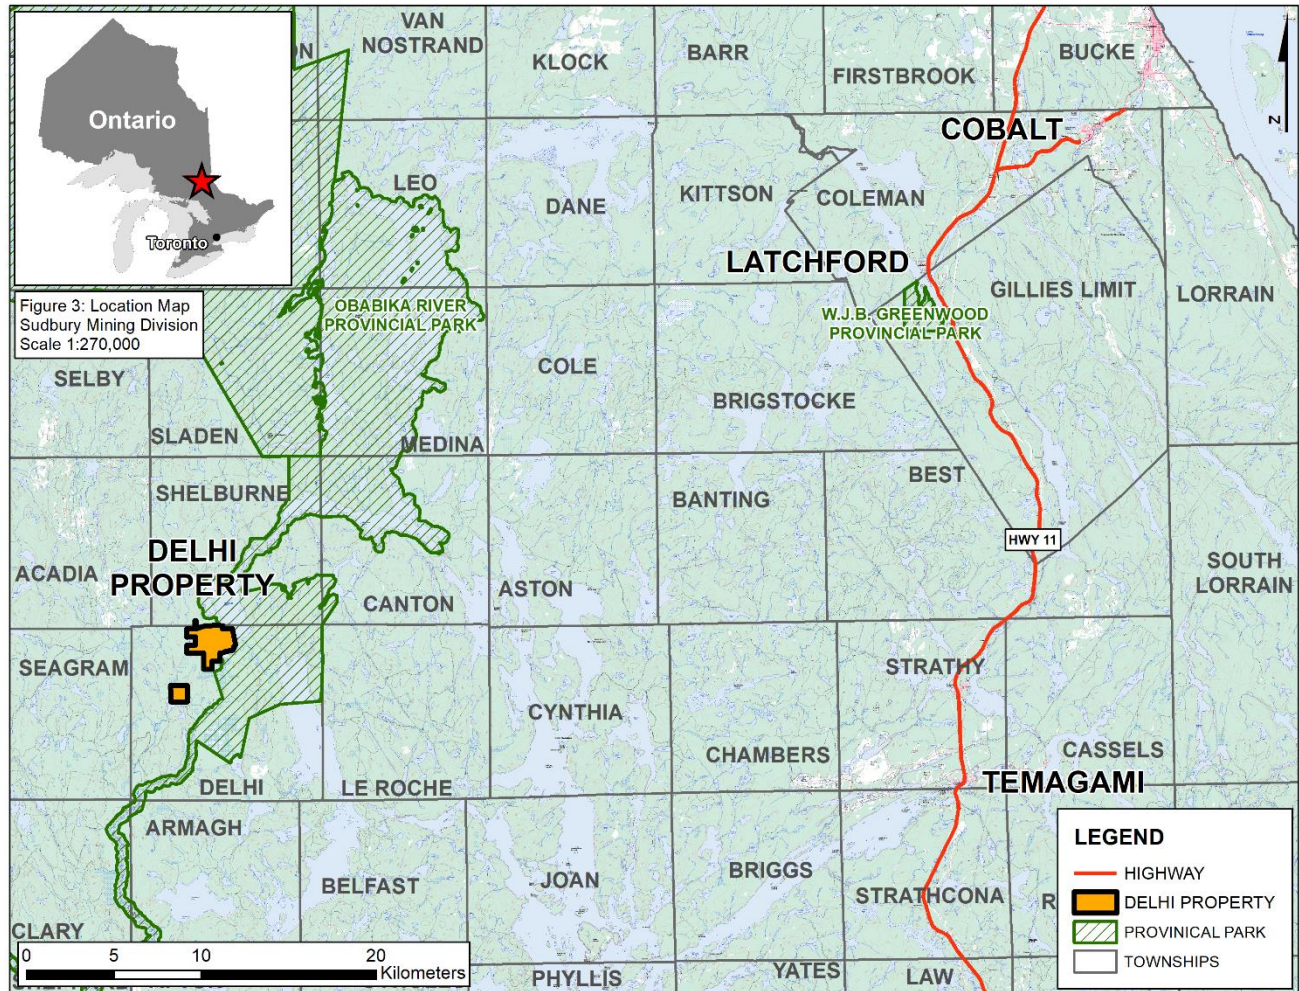 VAN
NOSTRAND
KLOCK
BARR
FIRSTBROOK
BUCKE
Ontario
Toronto
N
COBALT
LEO
DANE
KITTSON
COLEMAN
LATCHFORD
Figure 3: Location Map
Sudbury Mining Division
Scale 1:270,000
OBABIKA RIVER
PROVINCIAL PARK
W.J.B. GREENWOOD
PROVINCIAL PARK
GILLIES LIMIT
LORRAIN
SELBY
COLE
BRIGSTOCKE
SLADEN
MEDINA
SHELBURNE
BANTING
BEST
HWY 11
DELHI
PROPERTY
ACADIA
CANTON
ASTON
SOUTH
LORRAIN
SEAGRAM
STRATHY
CYNTHIA
CHAMBERS
CASSELS
DELHI
LE ROCHE
TEMAGAMI
ARMAGH
BELFAST
JOAN
BRIGGS
STRATHCONA
CLARY
LEGEND
HIGHWAY
DELHI PROPERTY
PROVINICAL PARK
TOWNSHIPS
0 5 10 20
Kilometers
PHYLLIS
YATES
LAW